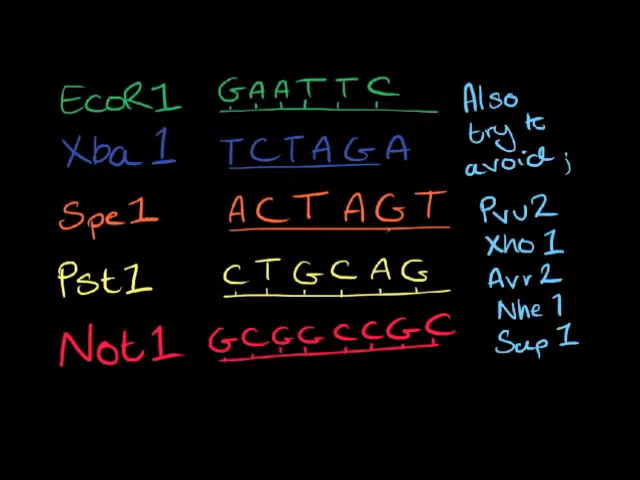 EcoR1 GAATTC
Xba1 TCTAGA
Spe1 ACTAGT
Pst1 CTGCAG
Not1 GCGGCCGC
Also
try to
avoid;
Pvu2
Xho1
Avr2
Nhe1
Sap1